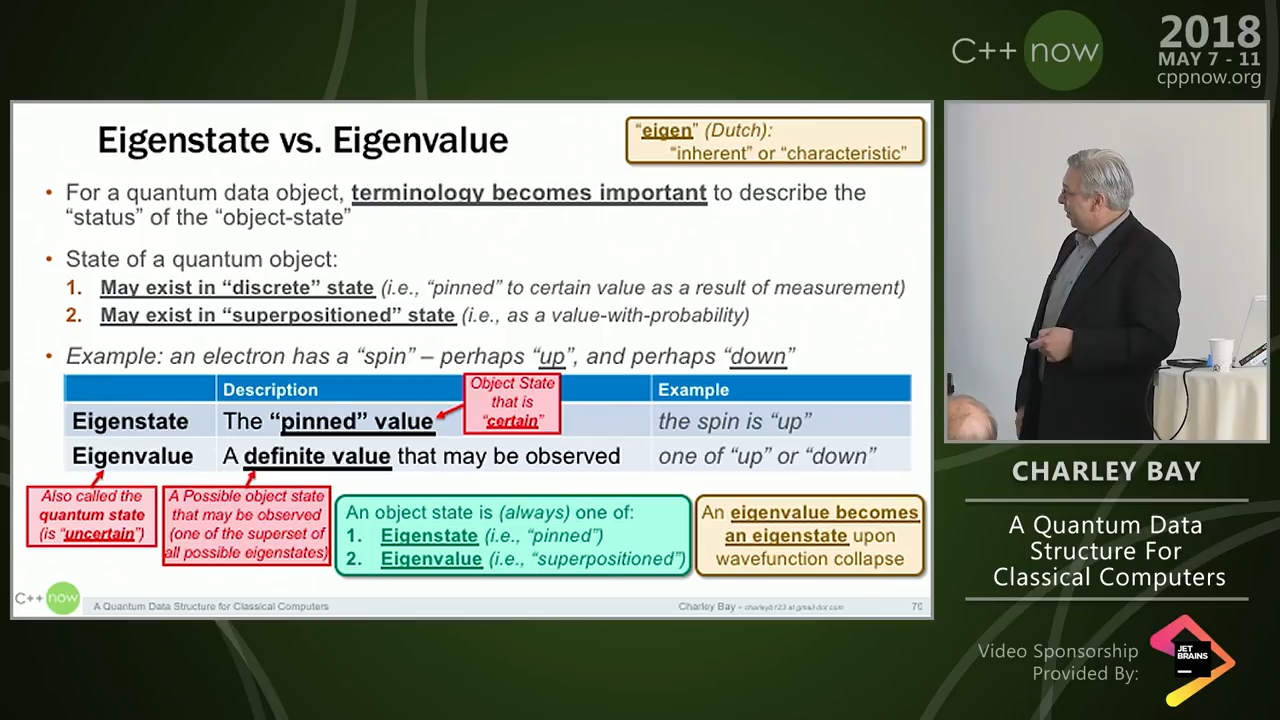 C++ now
2018
MAY 7 - 11
cppnow.org
Eigenstate vs. Eigenvalue
"eigen" (Dutch):
"inherent" or "characteristic"
• For a quantum data object, terminology becomes important to describe the
"status" of the "object-state"
• State of a quantum object:
1. May exist in "discrete" state (i.e., "pinned" to certain value as a result of measurement)
2. May exist in "superpositioned" state (i.e., as a value-with-probability)
• Example: an electron has a "spin" – perhaps "up", and perhaps "down"
Description Example
Object State
that is
"certain"
Eigenstate The "pinned" value the spin is "up"
Eigenvalue A definite value that may be observed one of "up" or "down"
Also called the
quantum state
(is "uncertain")
A Possible object state
that may be observed
(one of the superset of
all possible eigenstates)
An object state is (always) one of:
1. Eigenstate (i.e., "pinned")
2. Eigenvalue (i.e., "superpositioned")
An eigenvalue becomes
an eigenstate upon
wavefunction collapse
C++ now
A Quantum Data Structure for Classical Computers
Charley Bay -
70
CHARLEY BAY
A Quantum Data
Structure For
Classical Computers
Video Sponsorship
Provided By:
JET
BRAINS